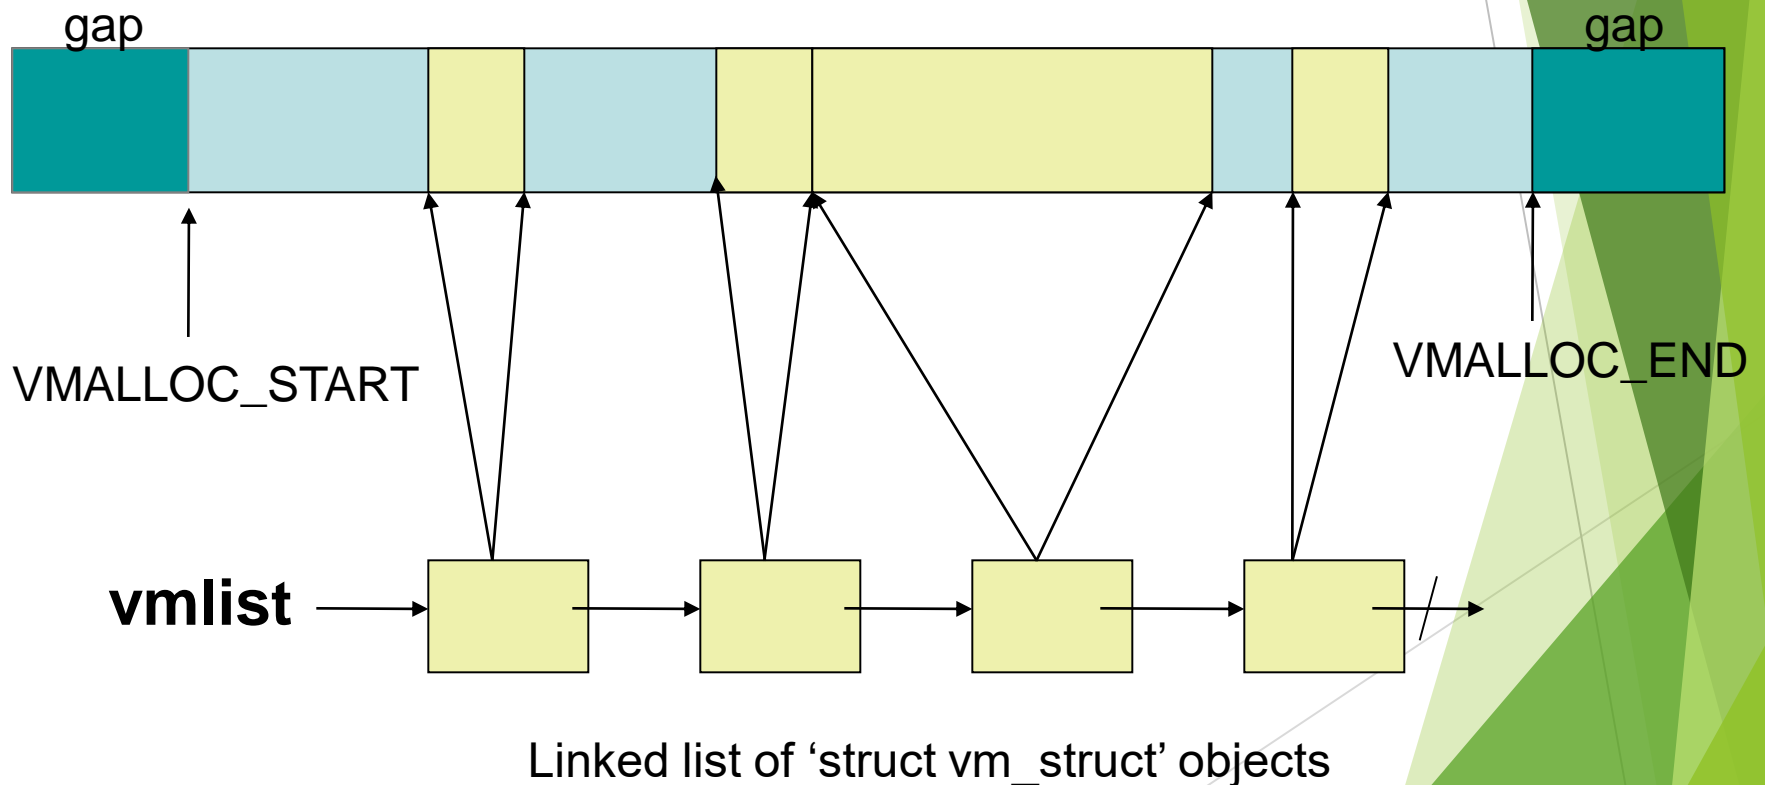 gap
gap
VMALLOC_START
VMALLOC_END
vmlist
Linked list of ‘struct vm_struct’ objects